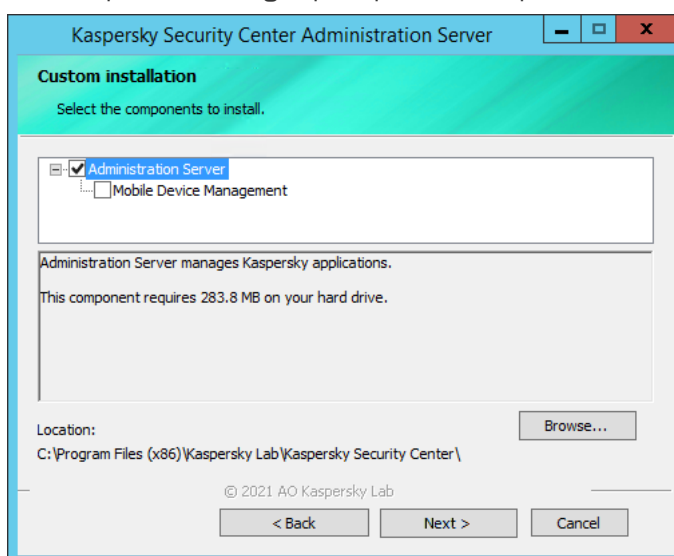 Kaspersky Security Center Administration Server
Custom installation
Select the components to install.
Administration Server
Mobile Device Management
Administration Server manages Kaspersky applications.
This component requires 283.8 MB on your hard drive.
Location:
Browse...
C:\Program Files (x86)\Kaspersky Lab\Kaspersky Security Center\
© 2021 AO Kaspersky Lab
< Back
Next >
Cancel